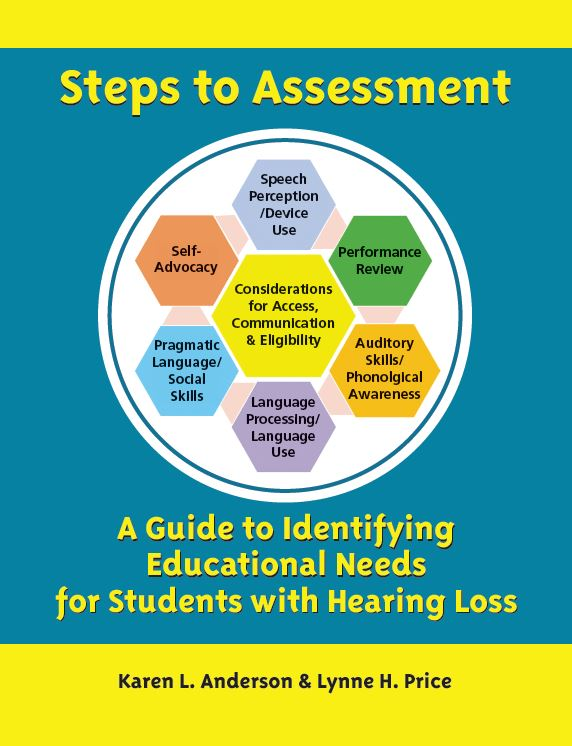 Steps to Assessment
Speech
Perception
/Device
Use
Self-
Advocacy
Performance
Review
Considerations
for Access,
Communication
& Eligibility
Pragmatic
Language/
Social
Skills
Auditory
Skills/
Phonolgical
Awareness
Language
Processing/
Language
Use
A Guide to Identifying
Educational Needs
for Students with Hearing Loss
Karen L. Anderson & Lynne H. Price